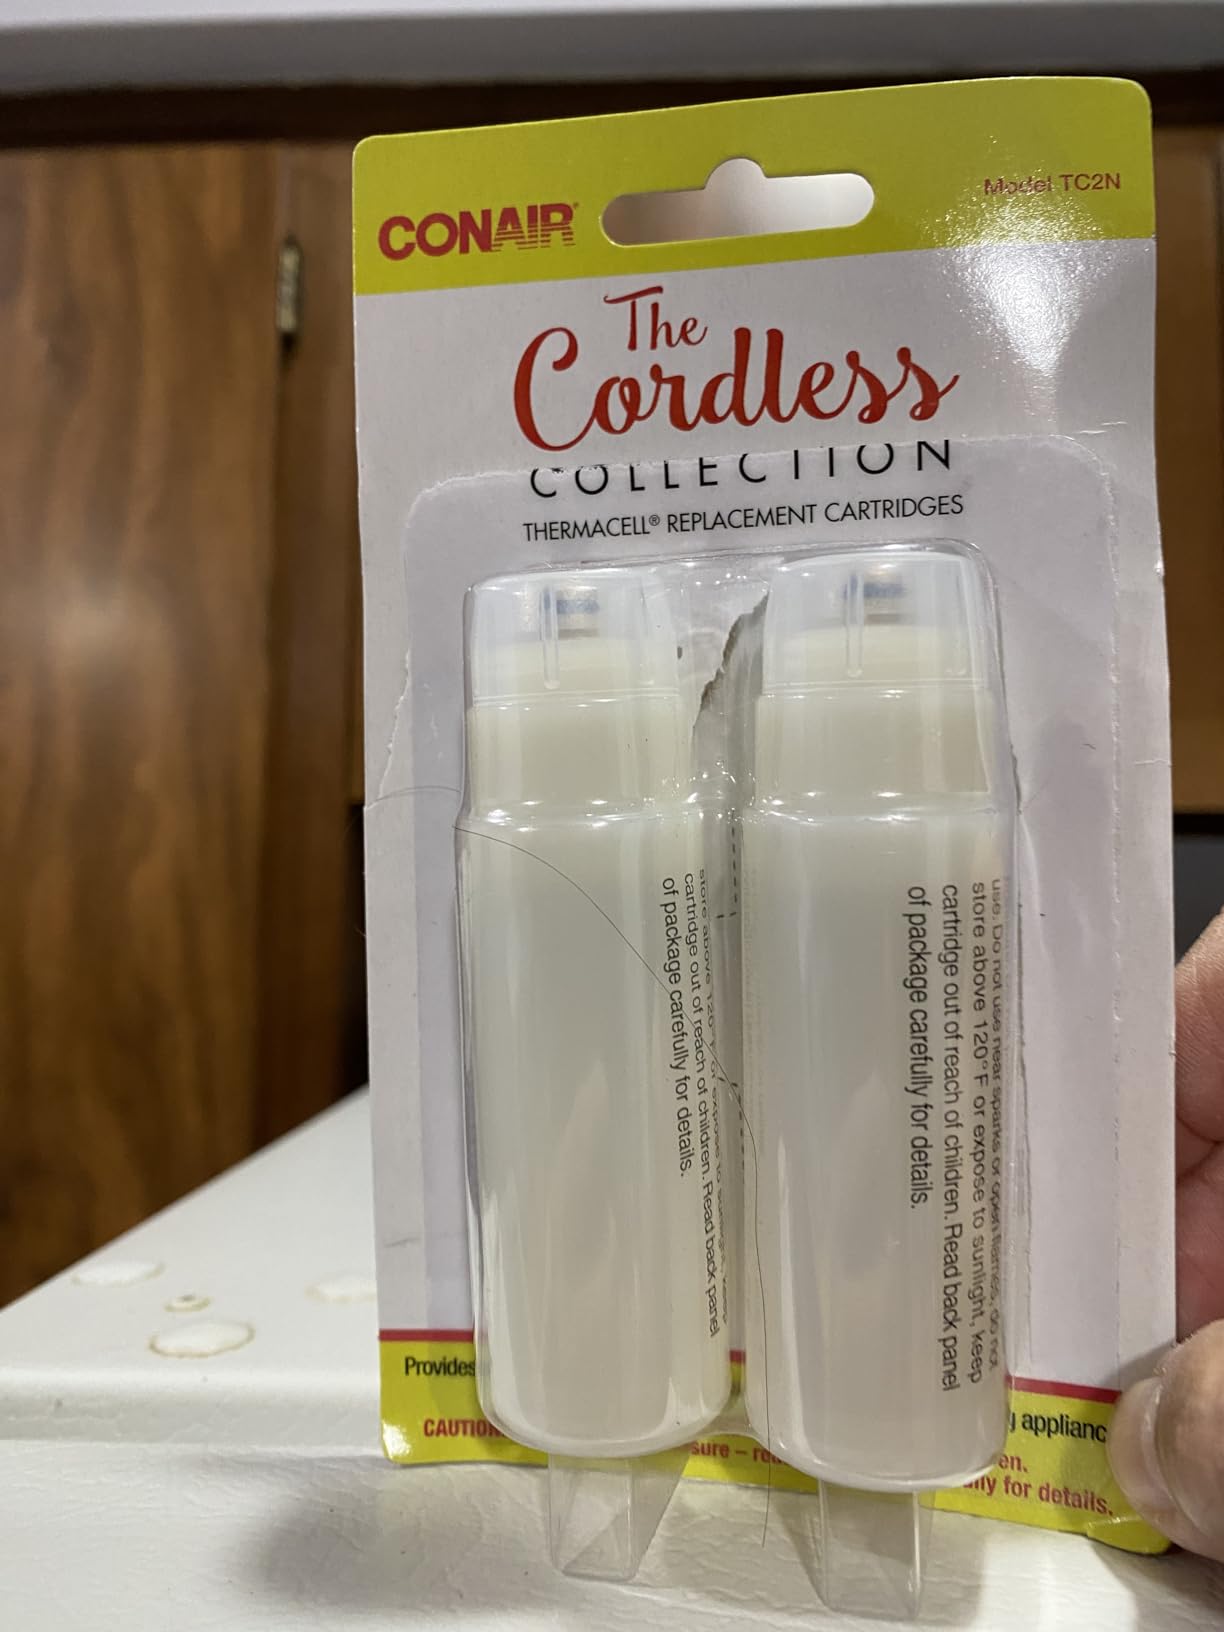 CONAIR®
Model TC2N
The
Cordless
COLLECTION
THERMACELL® REPLACEMENT CARTRIDGES
store above 120°F or expose to sunlight, keep
cartridge out of reach of children. Read back panel
of package carefully for details.
use. Do not use near sparks or open flames, do not
store above 120°F or expose to sunlight, keep
cartridge out of reach of children. Read back panel
of package carefully for details.
Provides
applianc
CAUTION
sure –
en.
for details.